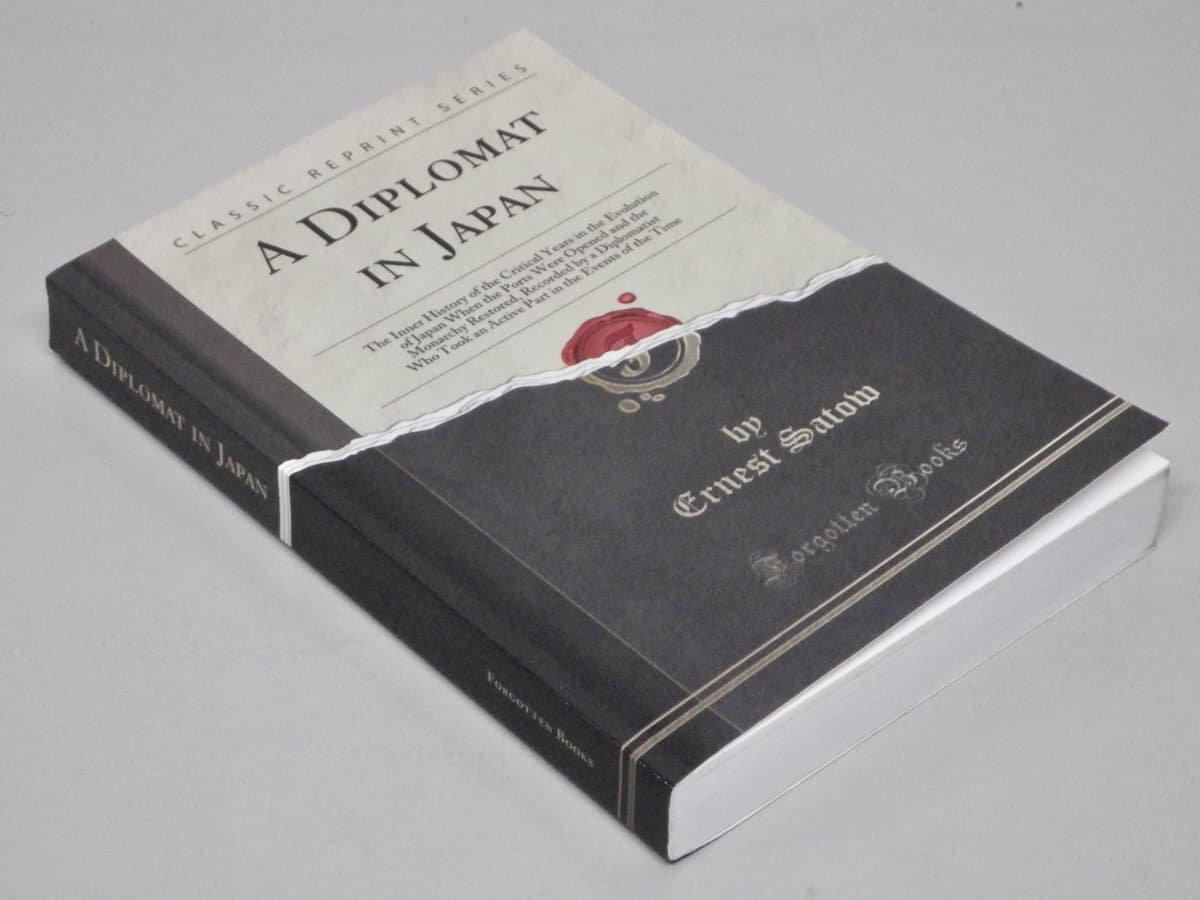 CLASSIC REPRINT SERIES
A DIPLOMAT
IN JAPAN
The Inner History of the Critical Years in the Evolution
of Japan When the Ports Were Opened and the
Monarchy Restored, Recorded by a Diplomatist
Who Took an Active Part in the Events of the Time
F
by
Ernest Satow
Forgotten Books
A DIPLOMAT IN JAPAN
FORGOTTEN BOOKS